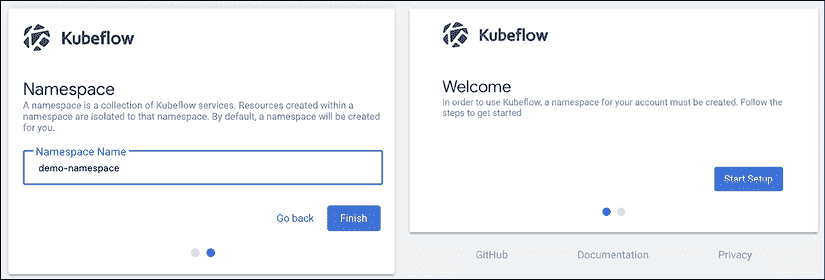 Kubeflow
Namespace
A namespace is a collection of Kubeflow services. Resources created within a
namespace are isolated to that namespace. By default, a namespace will be created
for you.
Namespace Name
demo-namespace
Go back
Finish
Kubeflow
Welcome
In order to use Kubeflow, a namespace for your account must be created. Follow the
steps to get started
Start Setup
GitHub Documentation Privacy